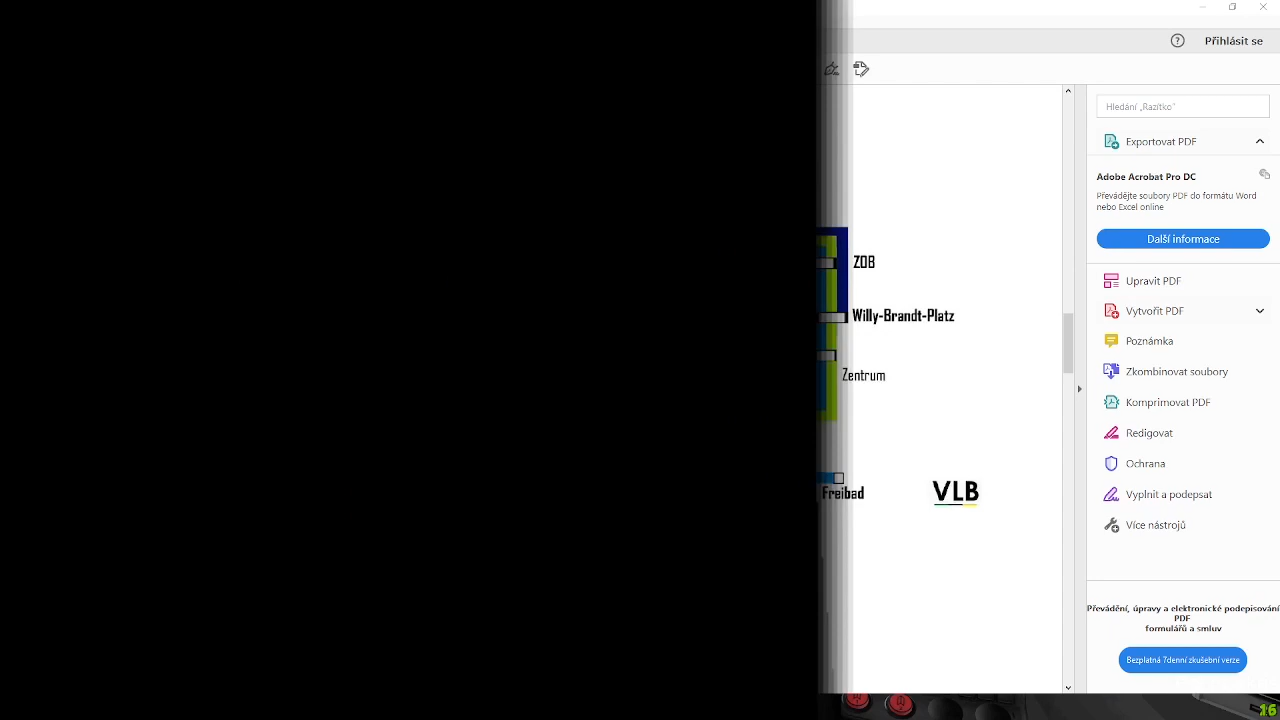 Přihlásit se
Hledání „Razítko“
Exportovat PDF
Adobe Acrobat Pro DC
Převádějte soubory PDF do formátu Word
nebo Excel online
Další informace
Upravit PDF
Vytvořit PDF
Poznámka
Zkombinovat soubory
Komprimovat PDF
Redigovat
Ochrana
Vyplnit a podepsat
Více nástrojů
Převádění, úpravy a elektronické podepisování
PDF
formulářů a smluv
Bezplatná 7denní zkušební verze
ZOB
Willy-Brandt-Platz
Zentrum
Freibad
VLB
16